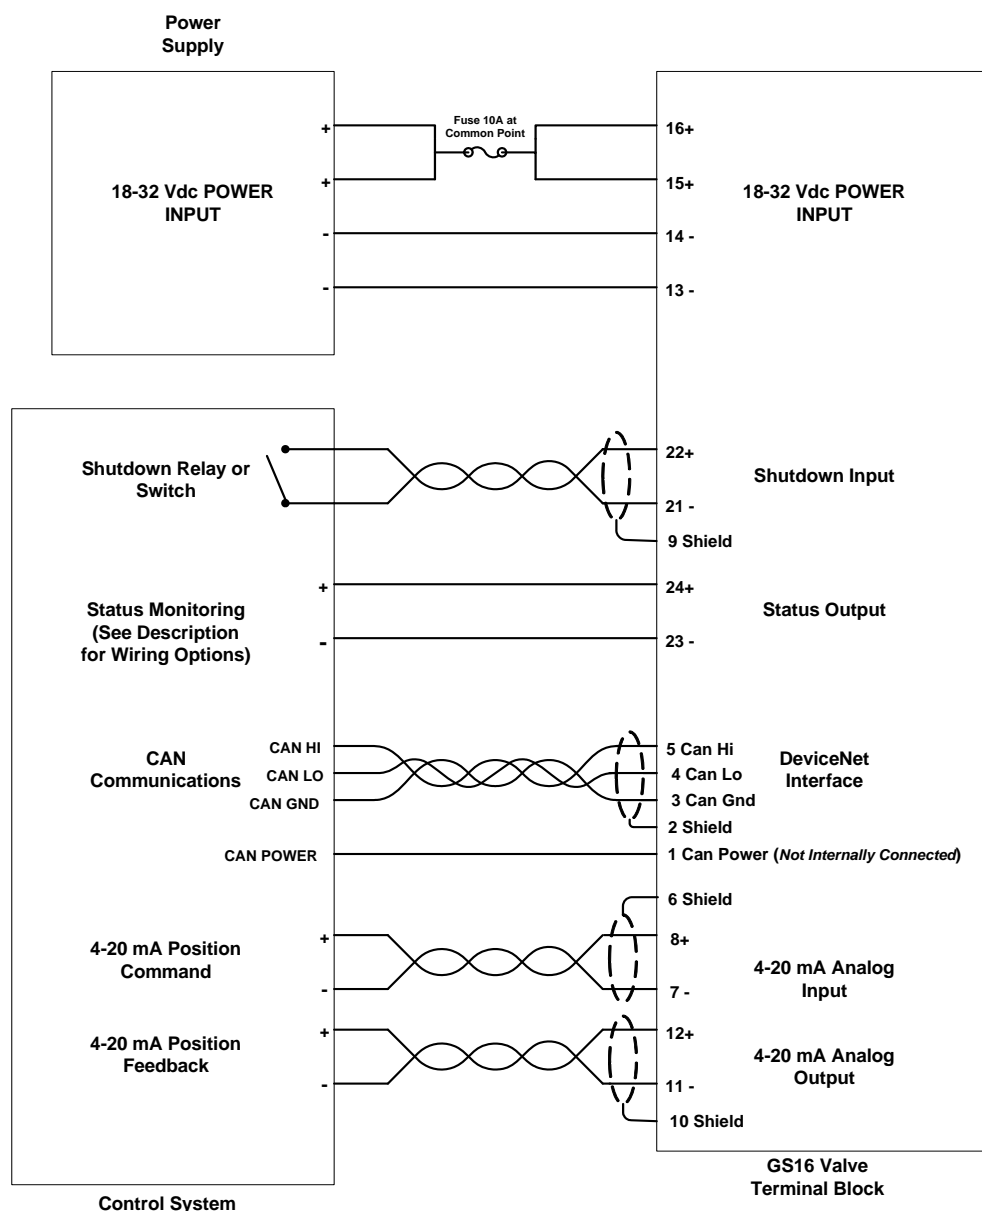 Power
Supply
Fuse 10A at
Common Point
+
16+
+
15+
18-32 Vdc POWER
INPUT
18-32 Vdc POWER
INPUT
-
14 -
-
13 -
Shutdown Relay or
Switch
22+
21 -
9 Shield
Shutdown Input
Status Monitoring
(See Description
for Wiring Options)
+
-
24+
23 -
Status Output
CAN
Communications
CAN HI
CAN LO
CAN GND
CAN POWER
5 Can Hi
4 Can Lo
3 Can Gnd
2 Shield
1 Can Power (Not Internally Connected)
DeviceNet
Interface
6 Shield
4-20 mA Position
Command
+
-
8+
7 -
4-20 mA Analog
Input
4-20 mA Position
Feedback
+
-
12+
11 -
10 Shield
4-20 mA Analog
Output
GS16 Valve
Terminal Block
Control System